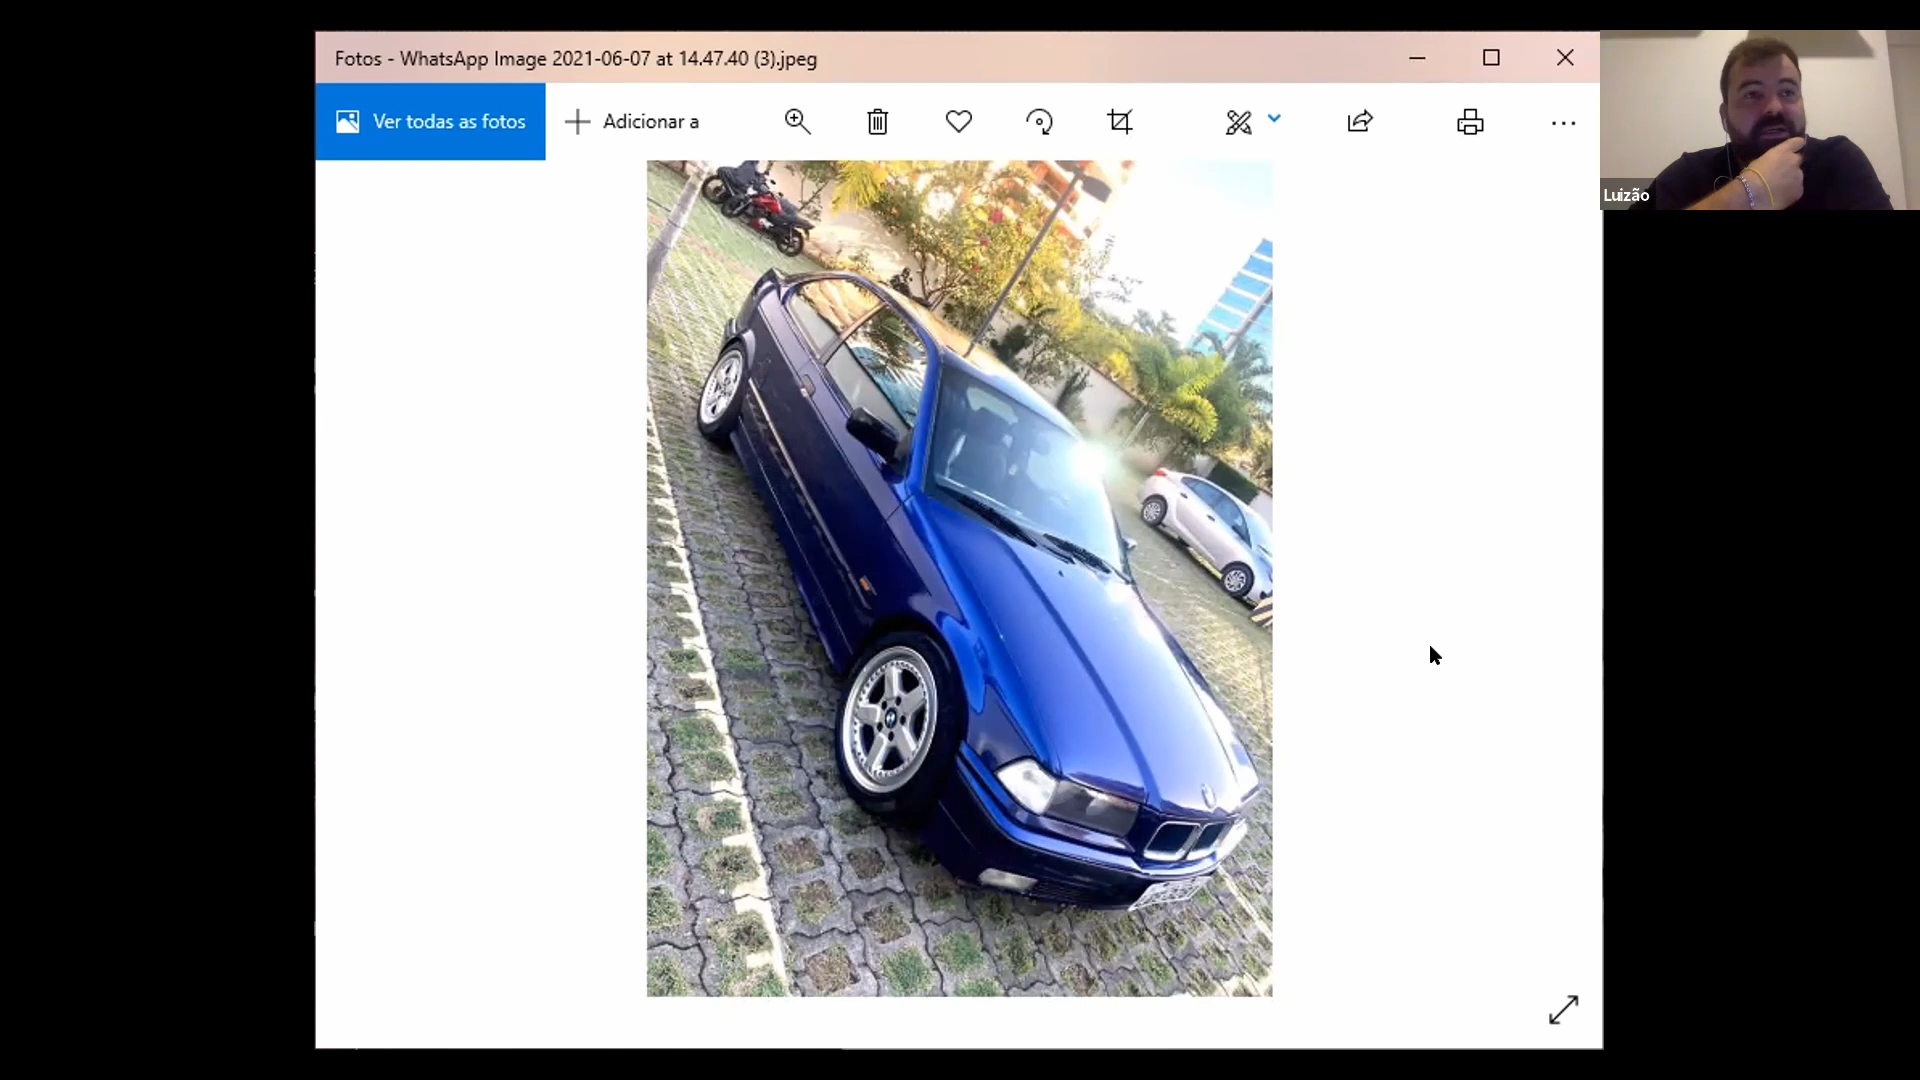 Fotos - WhatsApp Image 2021-06-07 at 14.47.40 (3).jpeg
Ver todas as fotos
Adicionar a
Luizão